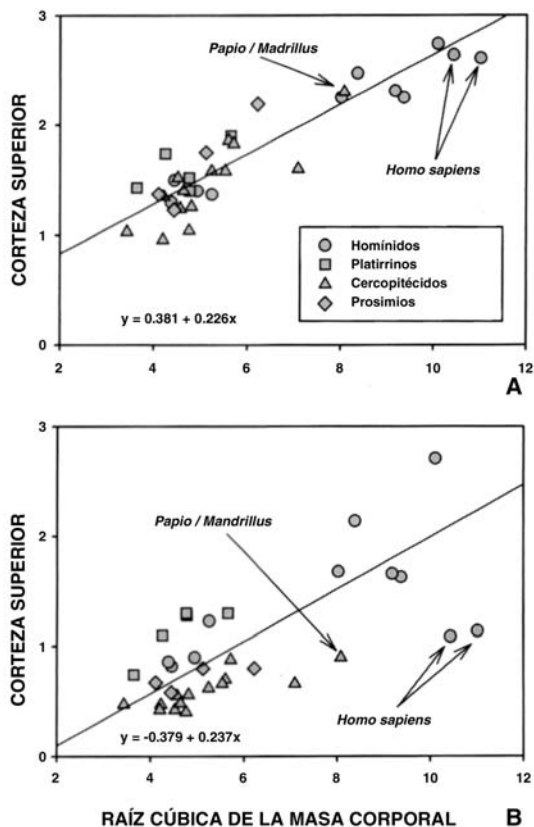 3
2
1
0
CORTEZA SUPERIOR
Papio / Madrillus
Homo sapiens
Homínidos
Platirrinos
Cercopitécidos
Prosimios
y = 0.381 + 0.226x
2 4 6 8 10 12
A
3
2
1
0
CORTEZA SUPERIOR
Papio / Mandrillus
Homo sapiens
y = -0.379 + 0.237x
2 4 6 8 10 12
RAÍZ CÚBICA DE LA MASA CORPORAL
B